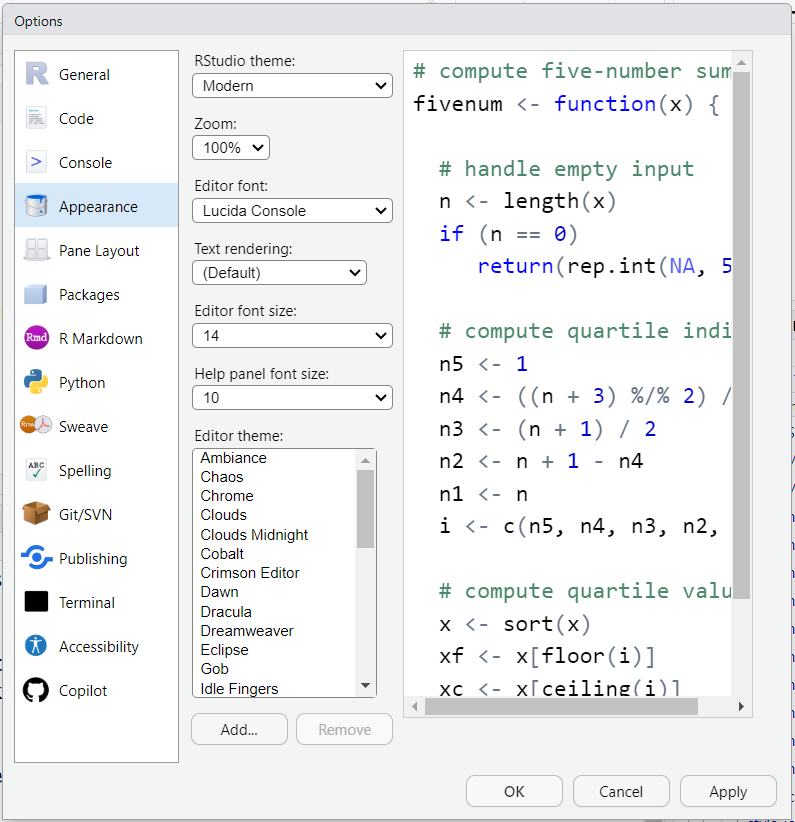 Options
General
Code
Console
Appearance
Pane Layout
Packages
R Markdown
Python
Sweave
Spelling
Git/SVN
Publishing
Terminal
Accessibility
Copilot
RStudio theme:
Modern
Zoom:
100%
Editor font:
Lucida Console
Text rendering:
(Default)
Editor font size:
14
Help panel font size:
10
Editor theme:
Ambiance
Chaos
Chrome
Clouds
Clouds Midnight
Cobalt
Crimson Editor
Dawn
Dracula
Dreamweaver
Eclipse
Gob
Idle Fingers
Add...
Remove
# compute five-number sum
fivenum <- function(x) {
# handle empty input
n <- length(x)
if (n == 0)
return(rep.int(NA, 5
# compute quartile indi
n5 <- 1
n4 <- ((n + 3) %/% 2) /
n3 <- (n + 1) / 2
n2 <- n + 1 - n4
n1 <- n
i <- c(n5, n4, n3, n2,
# compute quartile valu
x <- sort(x)
xf <- x[floor(i)]
xc <- x[ceiling(i)]
OK
Cancel
Apply